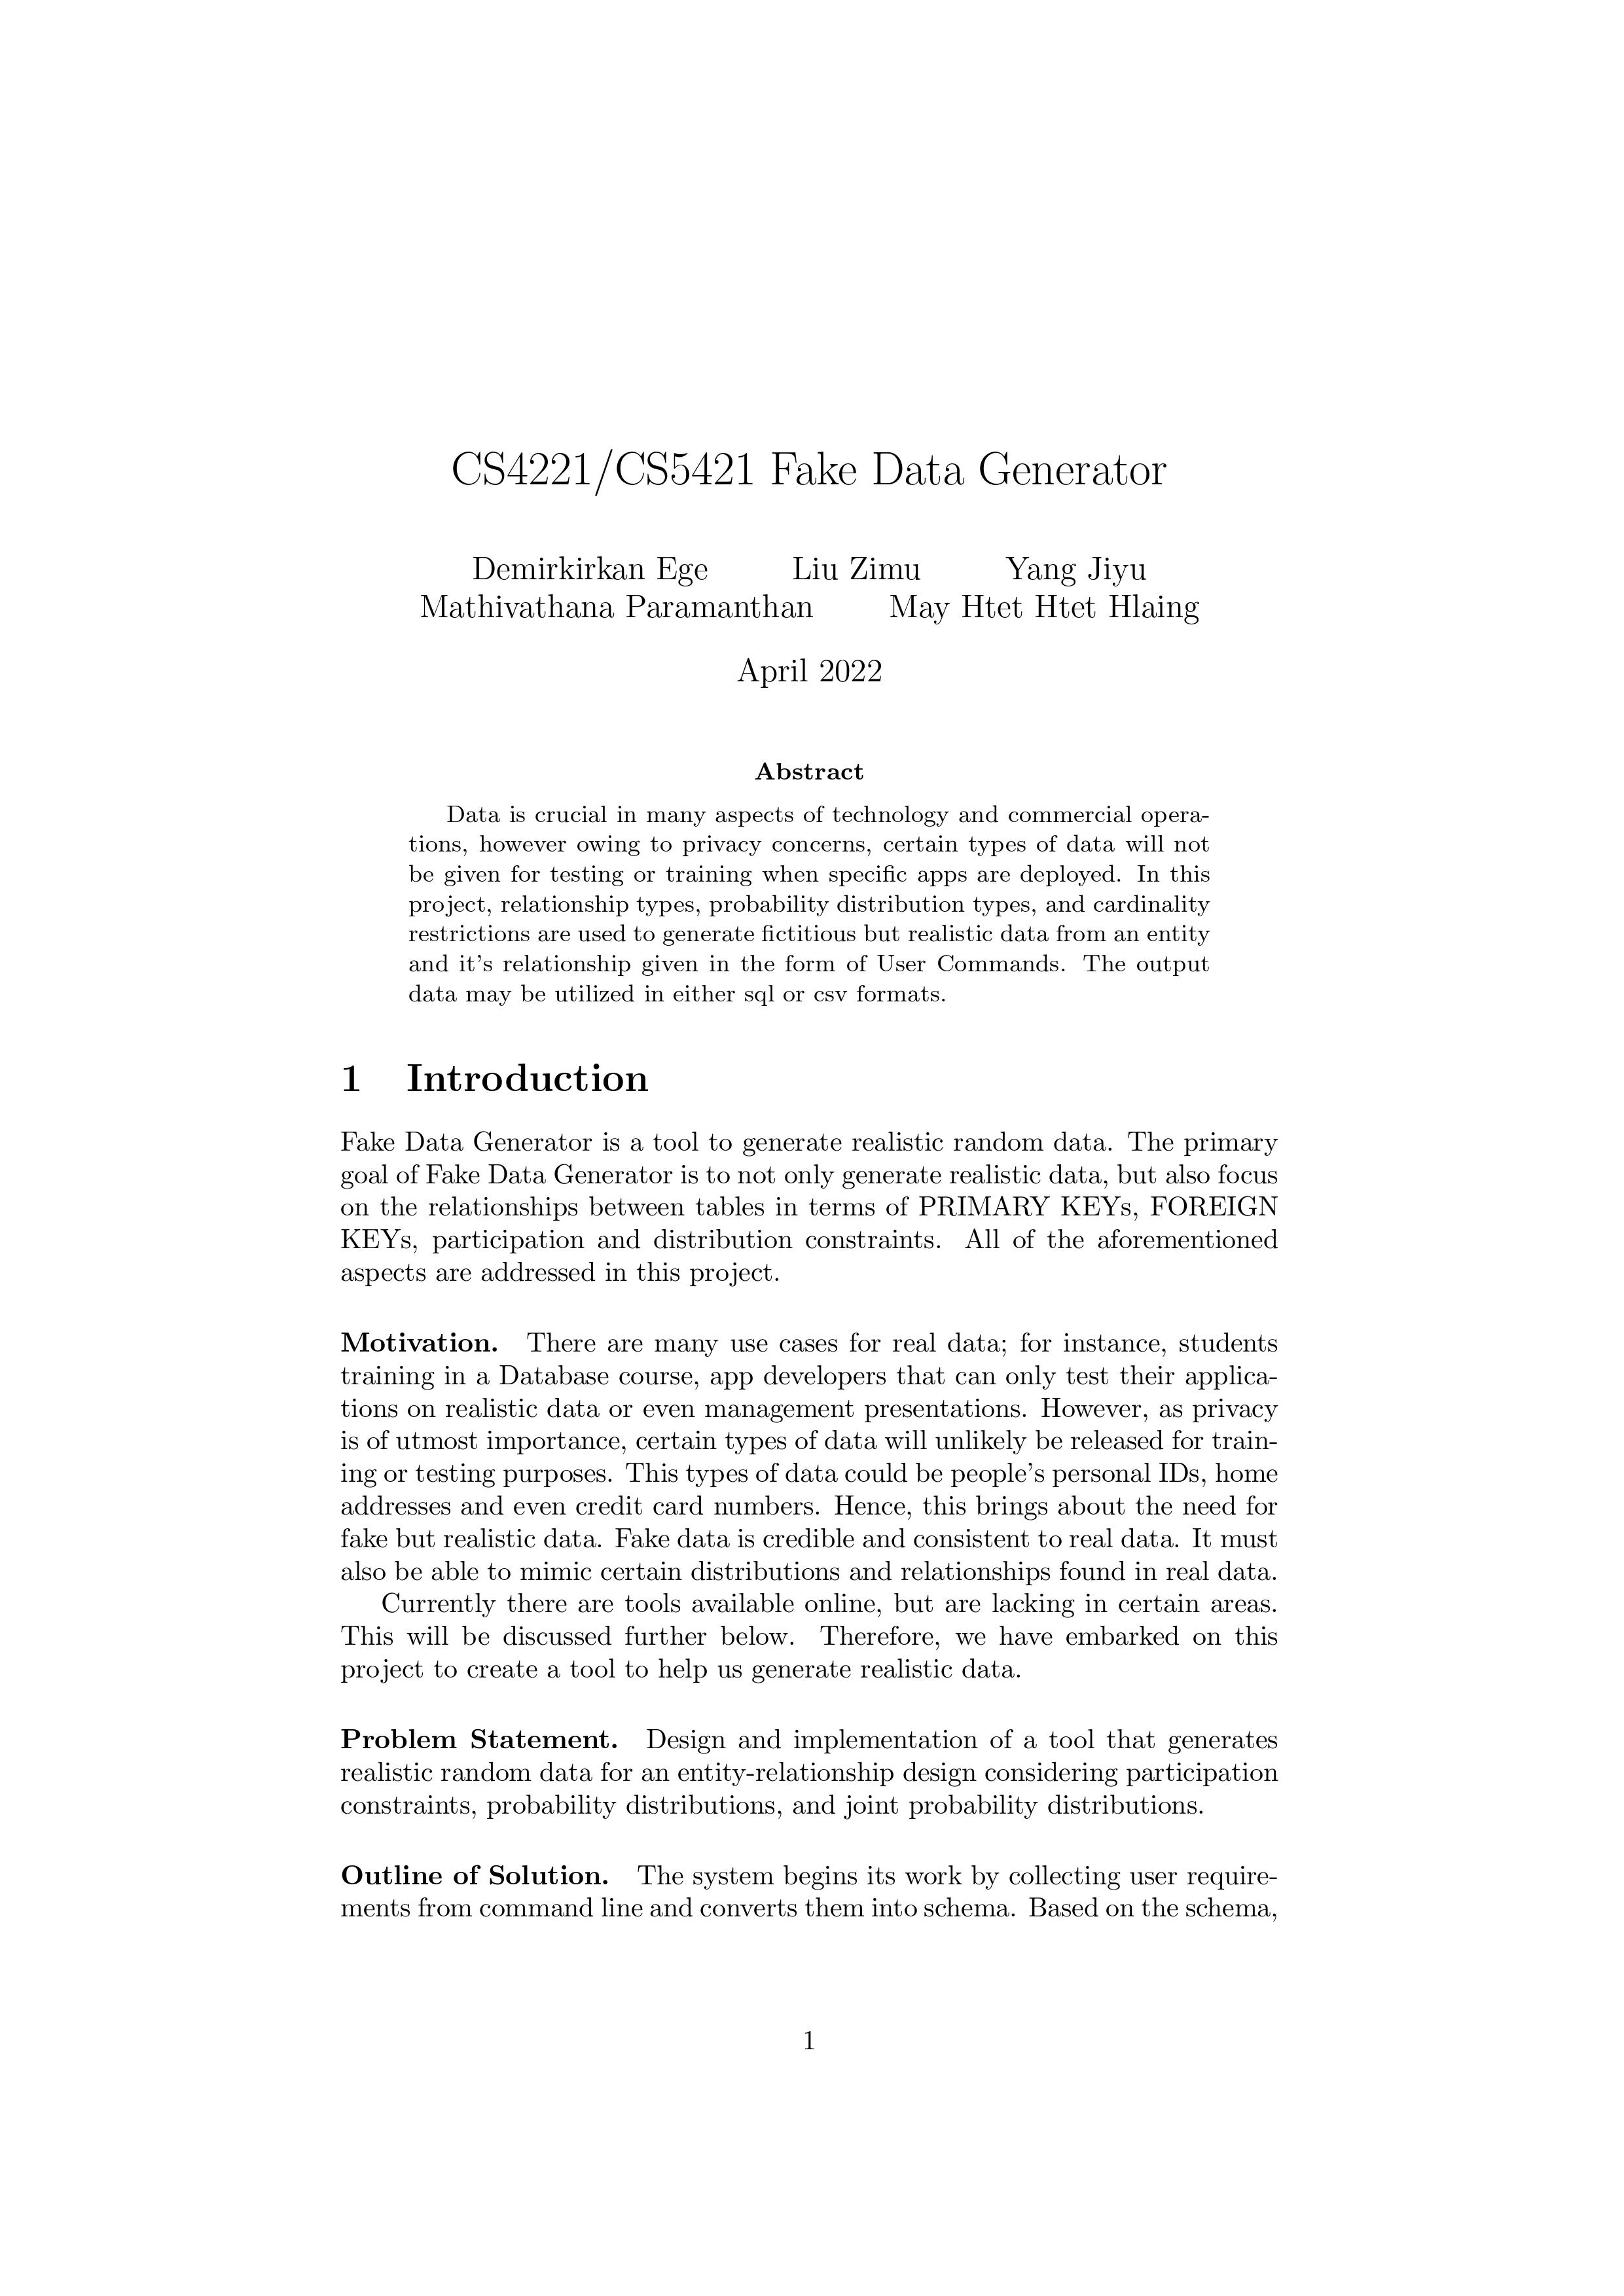 CS4221/CS5421 Fake Data Generator
Demirkirkan Ege Liu Zimu Yang Jiyu
Mathivathana Paramanthan May Htet Htet Hlaing
April 2022
Abstract
Data is crucial in many aspects of technology and commercial opera-
tions, however owing to privacy concerns, certain types of data will not
be given for testing or training when specific apps are deployed. In this
project, relationship types, probability distribution types, and cardinality
restrictions are used to generate fictitious but realistic data from an entity
and it's relationship given in the form of User Commands. The output
data may be utilized in either sql or csv formats.
1 Introduction
Fake Data Generator is a tool to generate realistic random data. The primary
goal of Fake Data Generator is to not only generate realistic data, but also focus
on the relationships between tables in terms of PRIMARY KEYs, FOREIGN
KEYs, participation and distribution constraints. All of the aforementioned
aspects are addressed in this project.
Motivation. There are many use cases for real data; for instance, students
training in a Database course, app developers that can only test their applica-
tions on realistic data or even management presentations. However, as privacy
is of utmost importance, certain types of data will unlikely be released for train-
ing or testing purposes. This types of data could be people's personal IDs, home
addresses and even credit card numbers. Hence, this brings about the need for
fake but realistic data. Fake data is credible and consistent to real data. It must
also be able to mimic certain distributions and relationships found in real data.
Currently there are tools available online, but are lacking in certain areas.
This will be discussed further below. Therefore, we have embarked on this
project to create a tool to help us generate realistic data.
Problem Statement. Design and implementation of a tool that generates
realistic random data for an entity-relationship design considering participation
constraints, probability distributions, and joint probability distributions.
Outline of Solution. The system begins its work by collecting user require-
ments from command line and converts them into schema. Based on the schema,
1